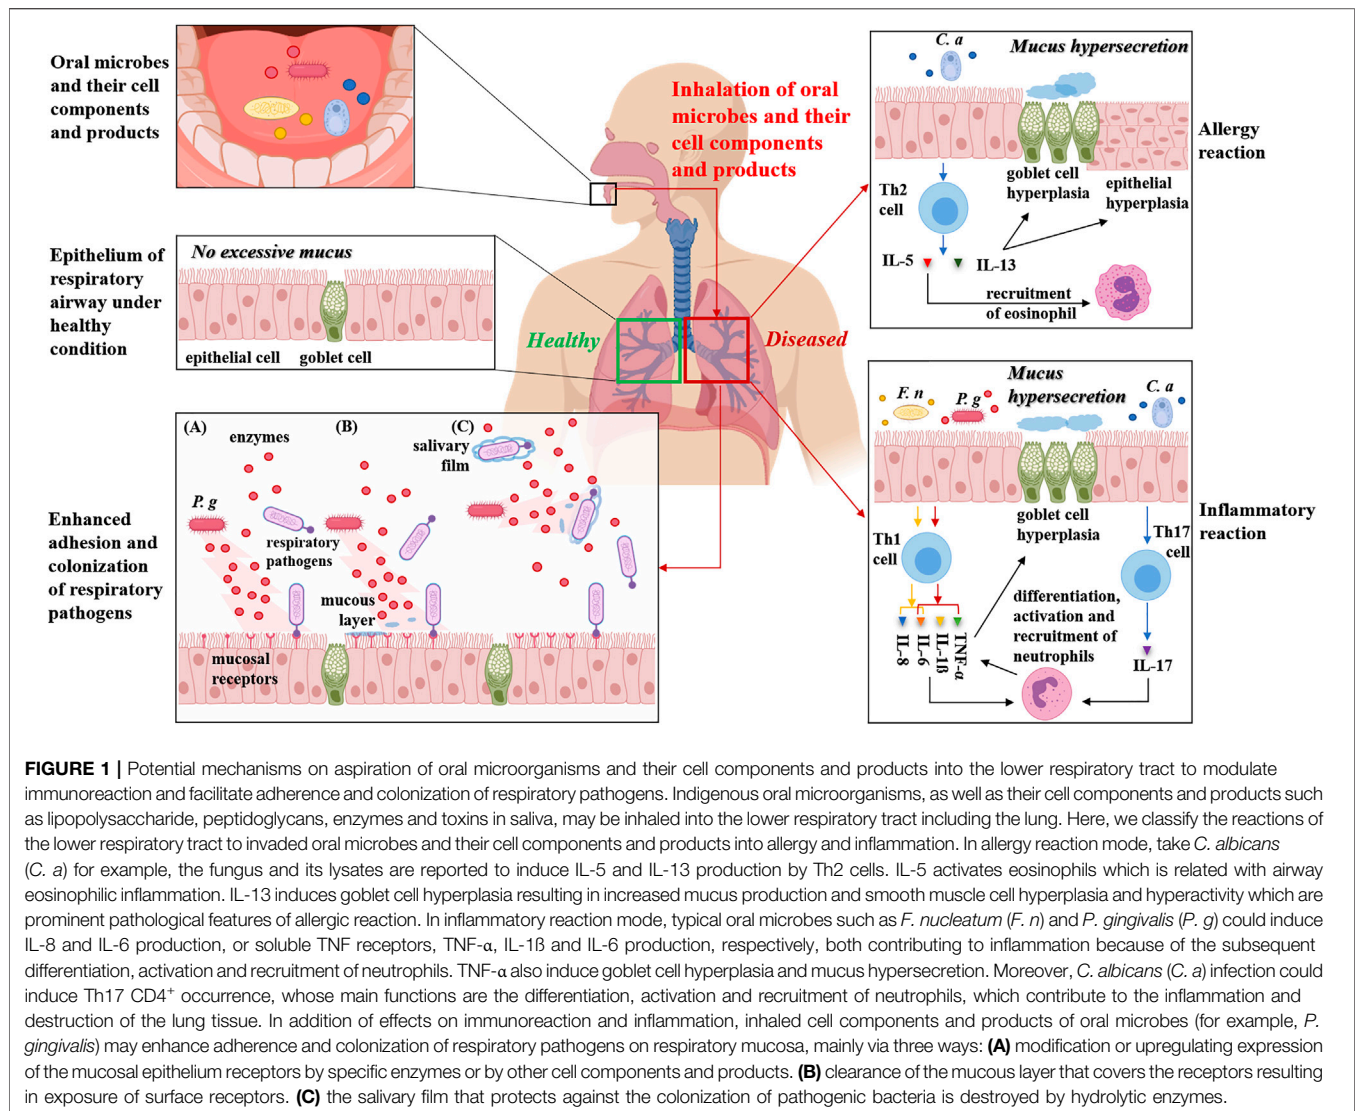 Oral microbes
and their cell
components
and products
Inhalation of oral
microbes and their
cell components
and products
C. a
Mucus hypersecretion
Allergy
reaction
Th2
cell
goblet cell
hyperplasia
epithelial
hyperplasia
IL-5
IL-13
recruitment
of eosinophil
Epithelium of
respiratory
airway under
healthy
condition
No excessive mucus
epithelial cell
goblet cell
Healthy
Diseased
F. n
P. g
Mucus
hypersecretion
C. a
Inflammatory
reaction
Th1
cell
goblet cell
hyperplasia
Th17
cell
differentiation,
activation and
recruitment of
neutrophils
IL-8
IL-6
IL-1ß
TNF-α
IL-17
Enhanced
adhesion and
colonization
of respiratory
pathogens
(A)
enzymes
(B)
(C)
salivary
film
P. g
respiratory
pathogens
mucous
layer
mucosal
receptors
FIGURE 1 | Potential mechanisms on aspiration of oral microorganisms and their cell components and products into the lower respiratory tract to modulate
immunoreaction and facilitate adherence and colonization of respiratory pathogens. Indigenous oral microorganisms, as well as their cell components and products such
as lipopolysaccharide, peptidoglycans, enzymes and toxins in saliva, may be inhaled into the lower respiratory tract including the lung. Here, we classify the reactions of
the lower respiratory tract to invaded oral microbes and their cell components and products into allergy and inflammation. In allergy reaction mode, take C. albicans
(C. a) for example, the fungus and its lysates are reported to induce IL-5 and IL-13 production by Th2 cells. IL-5 activates eosinophils which is related with airway
eosinophilic inflammation. IL-13 induces goblet cell hyperplasia resulting in increased mucus production and smooth muscle cell hyperplasia and hyperactivity which are
prominent pathological features of allergic reaction. In inflammatory reaction mode, typical oral microbes such as F. nucleatum (F. n) and P. gingivalis (P. g) could induce
IL-8 and IL-6 production, or soluble TNF receptors, TNF-α, IL-1ß and IL-6 production, respectively, both contributing to inflammation because of the subsequent
differentiation, activation and recruitment of neutrophils. TNF-α also induce goblet cell hyperplasia and mucus hypersecretion. Moreover, C. albicans (C. a) infection could
induce Th17 CD4⁺ occurrence, whose main functions are the differentiation, activation and recruitment of neutrophils, which contribute to the inflammation and
destruction of the lung tissue. In addition of effects on immunoreaction and inflammation, inhaled cell components and products of oral microbes (for example, P.
gingivalis) may enhance adherence and colonization of respiratory pathogens on respiratory mucosa, mainly via three ways: (A) modification or upregulating expression
of the mucosal epithelium receptors by specific enzymes or by other cell components and products. (B) clearance of the mucous layer that covers the receptors resulting
in exposure of surface receptors. (C) the salivary film that protects against the colonization of pathogenic bacteria is destroyed by hydrolytic enzymes.